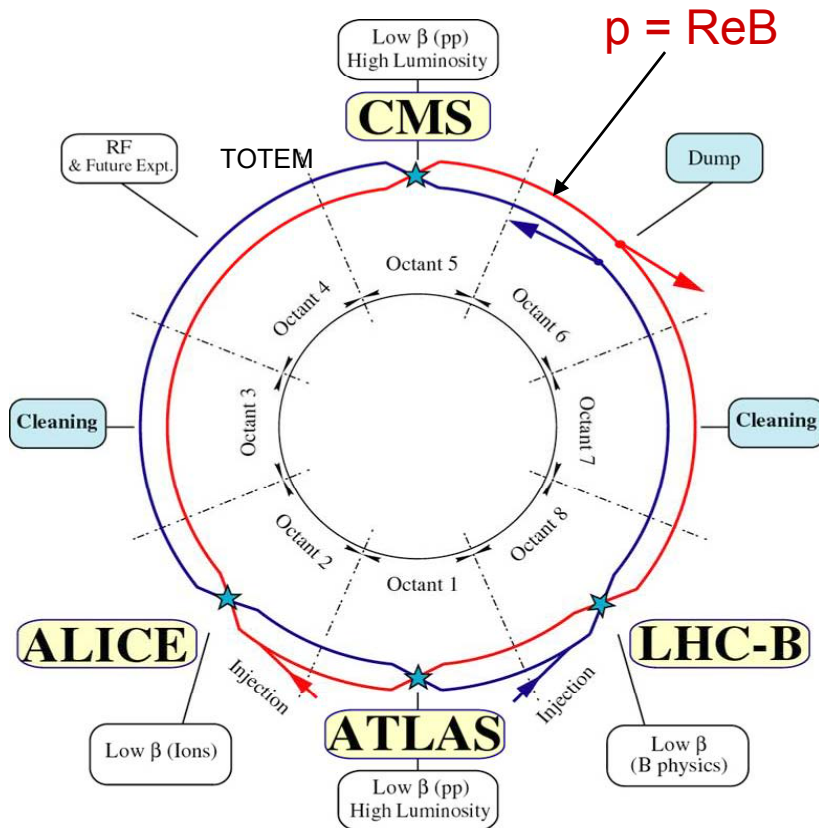 Low β (pp)
High Luminosity
p = ReB
CMS
RF
& Future Expt.
TOTEM
Dump
Octant 5
Octant 4
Octant 6
Cleaning
Octant 3
Octant 7
Cleaning
Octant 2
Octant 8
Octant 1
ALICE
LHC-B
Injection
Injection
ATLAS
Low β (Ions)
Low β
(B physics)
Low β (pp)
High Luminosity